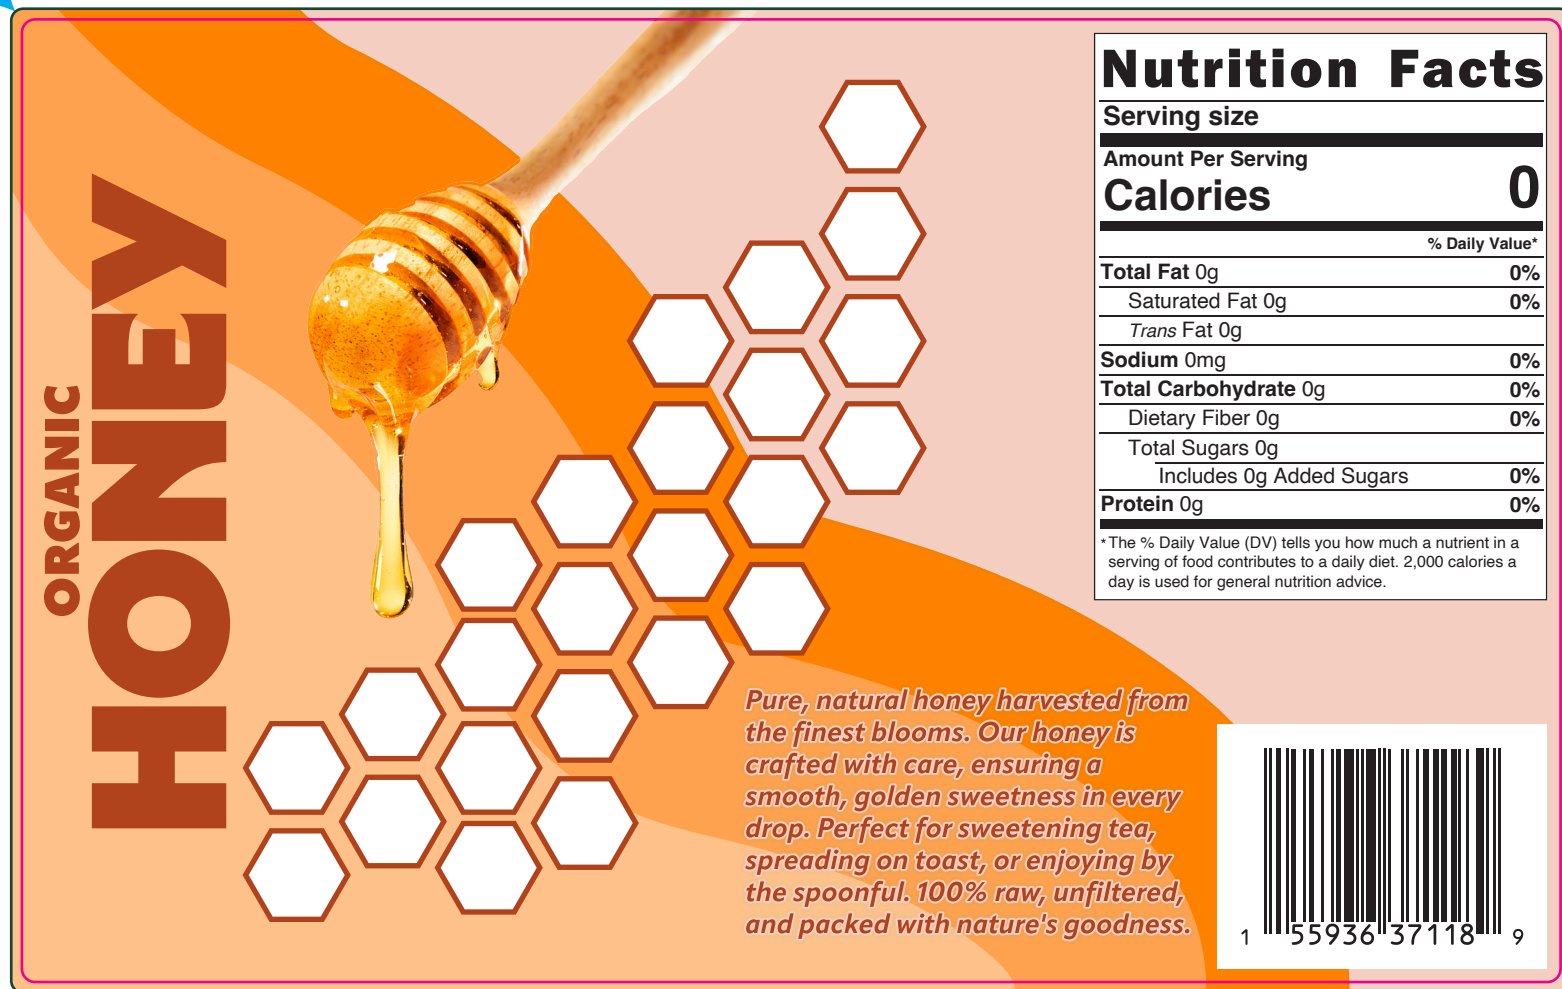 ORGANIC
HONEY
Nutrition Facts
Serving size
Amount Per Serving
Calories 0
% Daily Value*
Total Fat 0g 0%
Saturated Fat 0g 0%
Trans Fat 0g
Sodium 0mg 0%
Total Carbohydrate 0g 0%
Dietary Fiber 0g 0%
Total Sugars 0g
Includes 0g Added Sugars 0%
Protein 0g 0%
*The % Daily Value (DV) tells you how much a nutrient in a
serving of food contributes to a daily diet. 2,000 calories a
day is used for general nutrition advice.
Pure, natural honey harvested from
the finest blooms. Our honey is
crafted with care, ensuring a
smooth, golden sweetness in every
drop. Perfect for sweetening tea,
spreading on toast, or enjoying by
the spoonful. 100% raw, unfiltered,
and packed with nature's goodness.
1 55936 37118 9